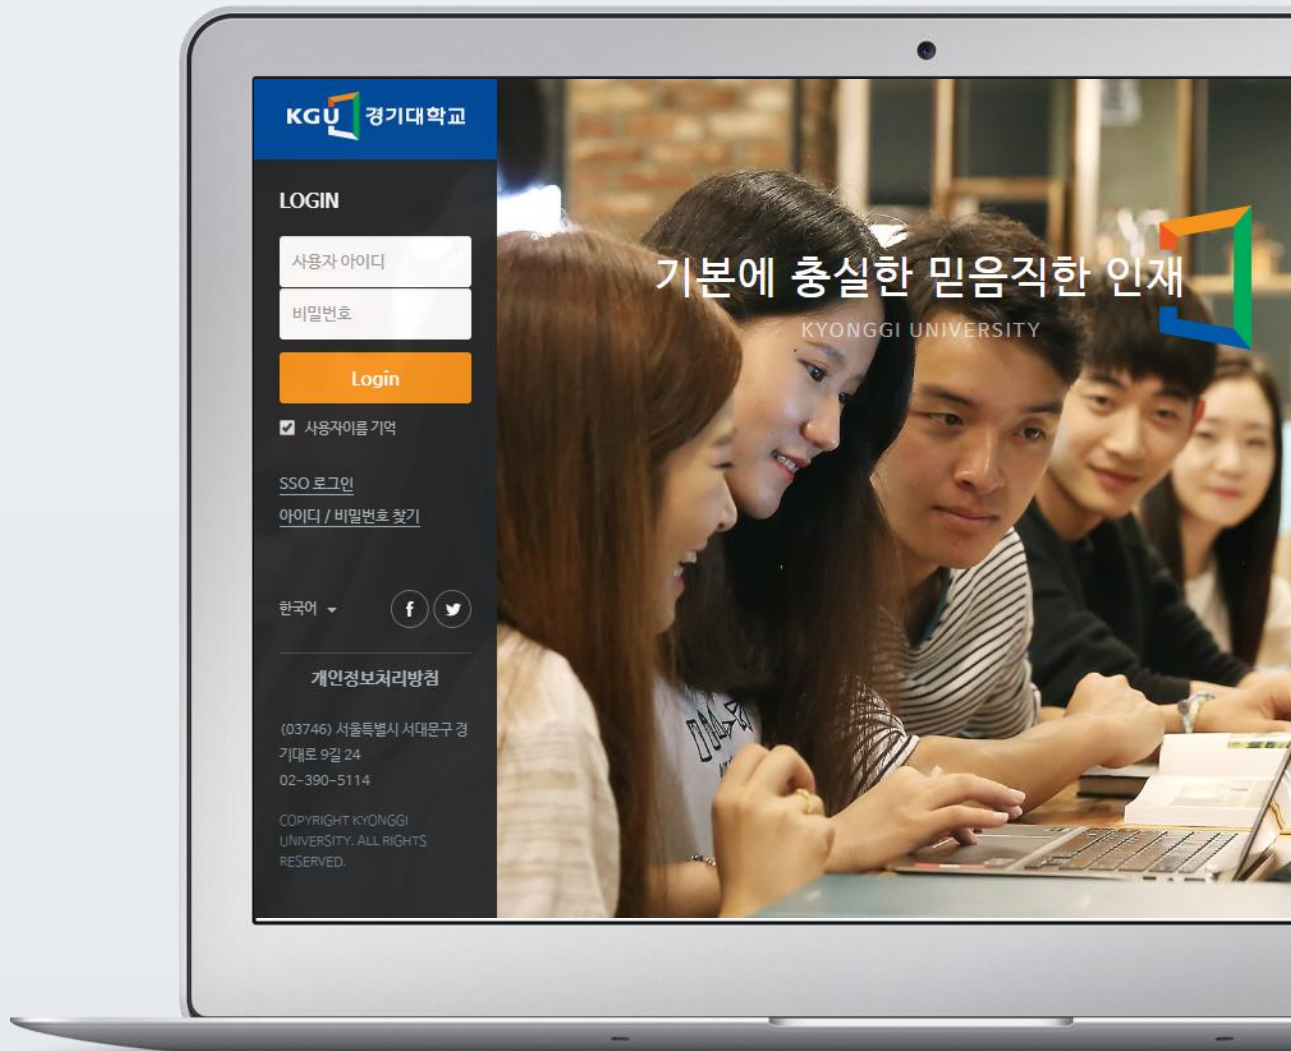 KGU 경기대학교
LOGIN
사용자 아이디
비밀번호
Login
사용자이름 기억
SSO 로그인
아이디 / 비밀번호 찾기
한국어
개인정보처리방침
(03746) 서울특별시 서대문구 경
기대로 9길 24
02-390-5114
COPYRIGHT KYONGGI
UNIVERSITY. ALL RIGHTS
RESERVED.
기본에 충실한 믿음직한 인재
KYONGGI UNIVERSITY